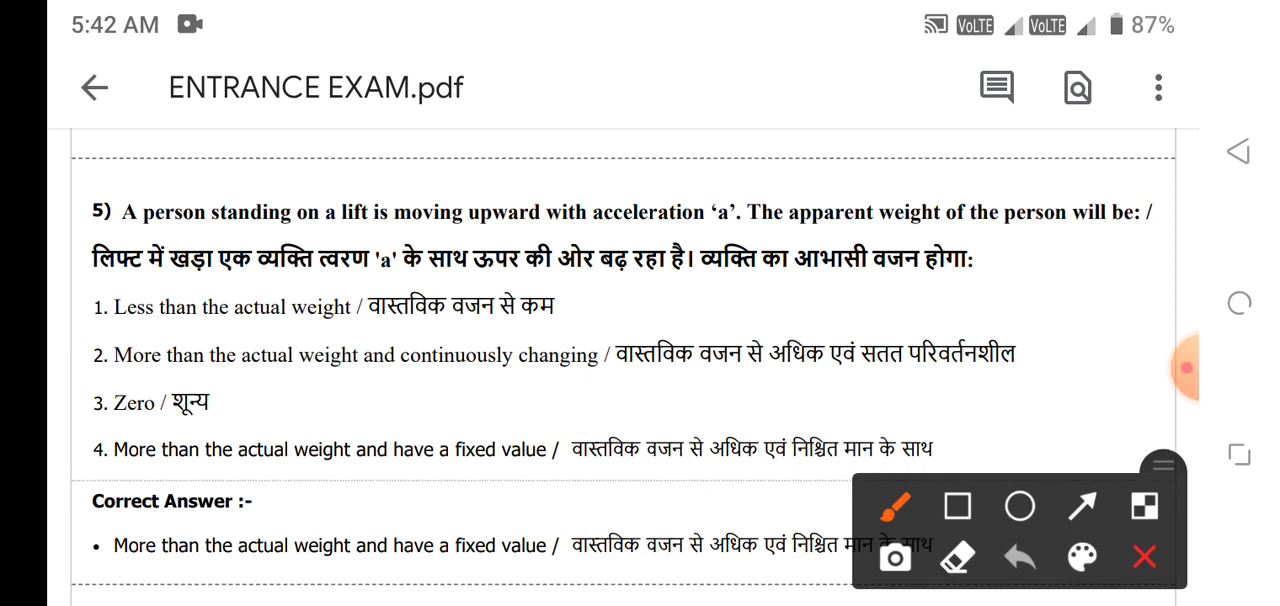 5:42 AM
VoLTE VoLTE 87%
ENTRANCE EXAM.pdf
5) A person standing on a lift is moving upward with acceleration ‘a’. The apparent weight of the person will be: /
लिफ्ट में खड़ा एक व्यक्ति त्वरण 'a' के साथ ऊपर की ओर बढ़ रहा है। व्यक्ति का आभासी वजन होगा:
1. Less than the actual weight / वास्तविक वजन से कम
2. More than the actual weight and continuously changing / वास्तविक वजन से अधिक एवं सतत परिवर्तनशील
3. Zero / शून्य
4. More than the actual weight and have a fixed value / वास्तविक वजन से अधिक एवं निश्चित मान के साथ
Correct Answer :-
• More than the actual weight and have a fixed value / वास्तविक वजन से अधिक एवं निश्चित मान के साथ